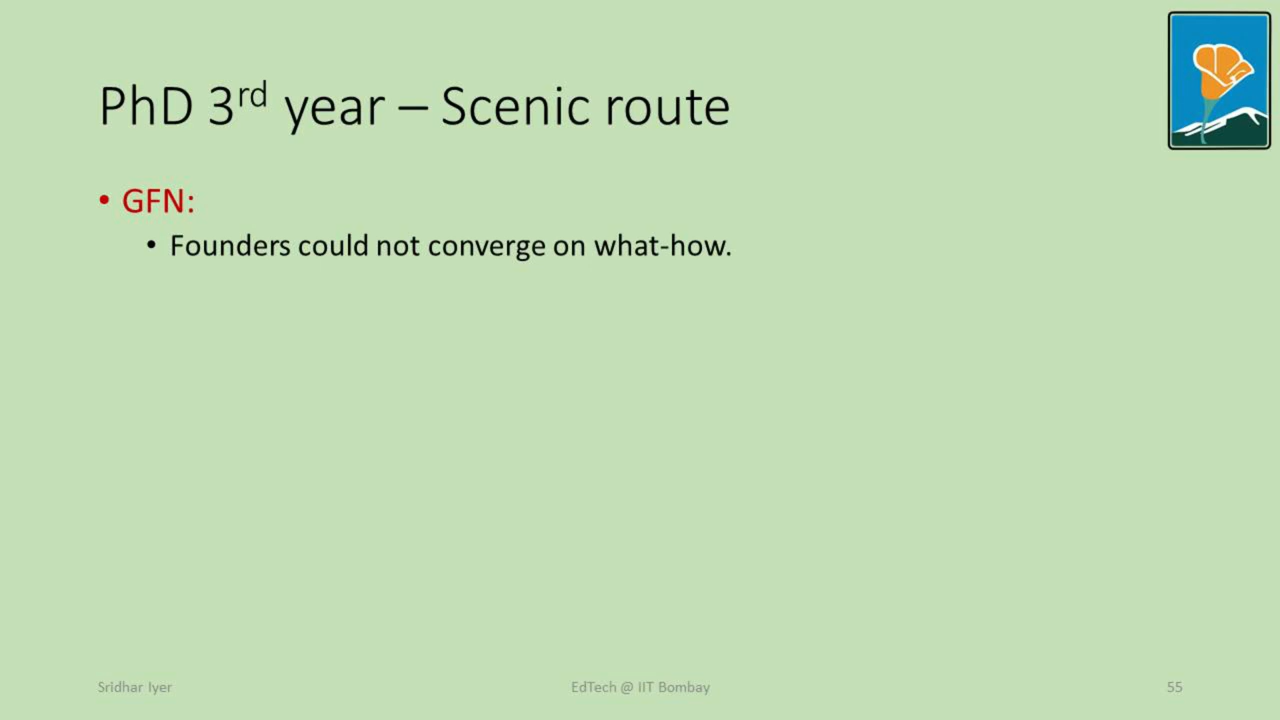 PhD 3rd year – Scenic route
• GFN:
• Founders could not converge on what-how.
Sridhar Iyer
EdTech @ IIT Bombay
55